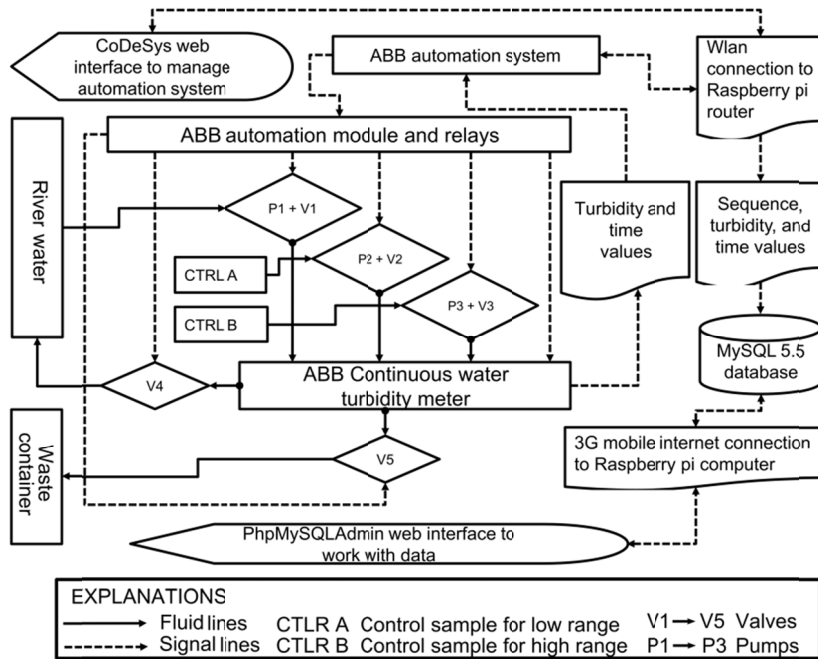 CoDeSys web
interface to manage
automation system
ABB automation system
Wlan
connection to
Raspberry pi
router
ABB automation module and relays
River water
P1 + V1
Turbidity and
time
values
Sequence,
turbidity, and
time values
P2 + V2
CTRL A
P3 + V3
CTRL B
MySQL 5.5
database
ABB Continuous water
turbidity meter
V4
Waste
container
V5
3G mobile internet connection
to Raspberry pi computer
PhpMySQLAdmin web interface to
work with data
EXPLANATIONS
Fluid lines
CTLR A Control sample for low range
V1 V5 Valves
Signal lines
CTLR B Control sample for high range
P1 P3 Pumps